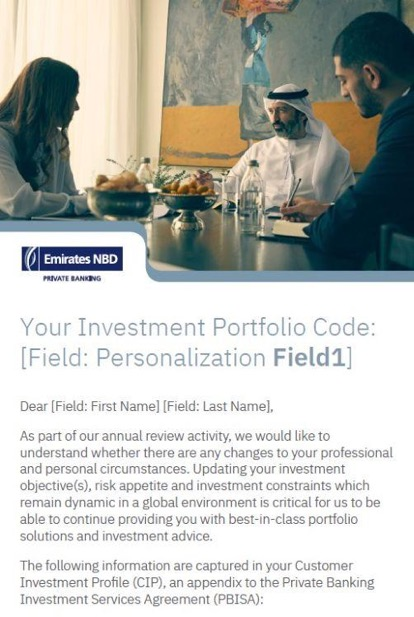 Emirates NBD
PRIVATE BANKING
Your Investment Portfolio Code:
[Field: Personalization Field1]
Dear [Field: First Name] [Field: Last Name],
As part of our annual review activity, we would like to
understand whether there are any changes to your professional
and personal circumstances. Updating your investment
objective(s), risk appetite and investment constraints which
remain dynamic in a global environment is critical for us to be
able to continue providing you with best-in-class portfolio
solutions and investment advice.
The following information are captured in your Customer
Investment Profile (CIP), an appendix to the Private Banking
Investment Services Agreement (PBISA):